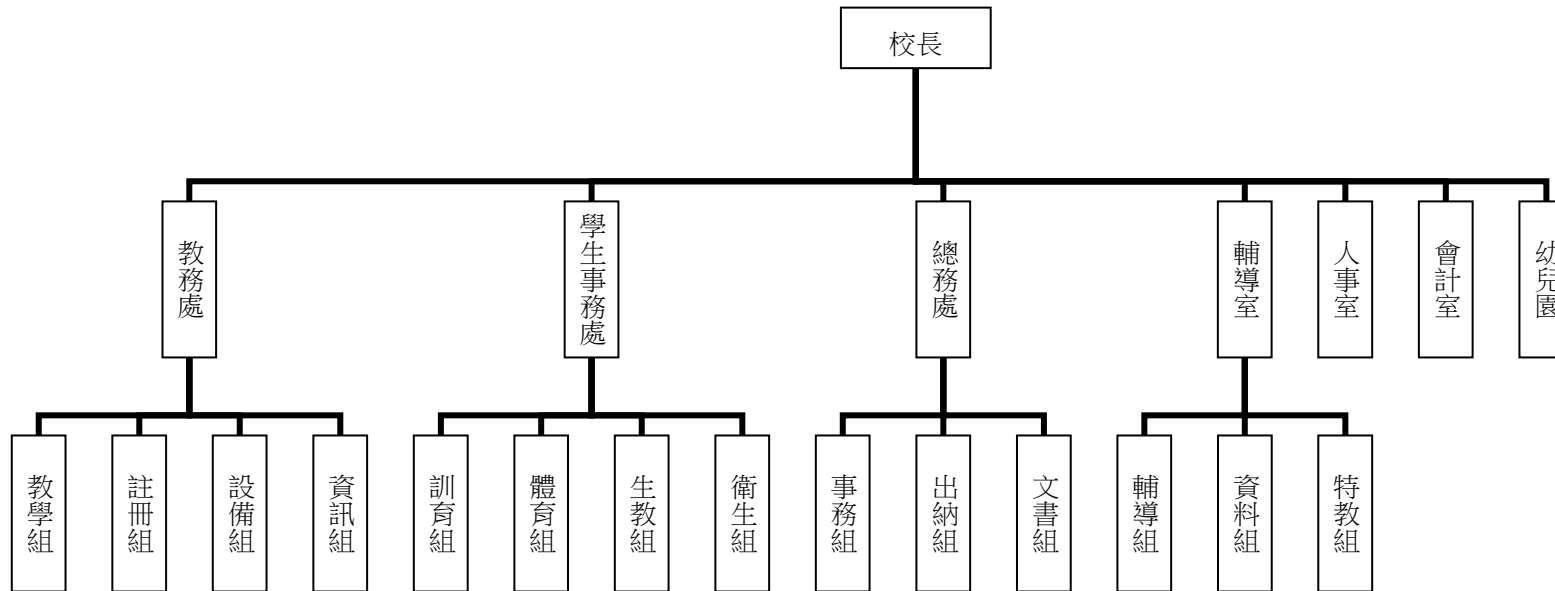 校長
教務處
學生事務處
總務處
輔導室
人事室
會計室
幼兒園
教學組
註冊組
設備組
資訊組
訓育組
體育組
生教組
衛生組
事務組
出納組
文書組
輔導組
資料組
特教組